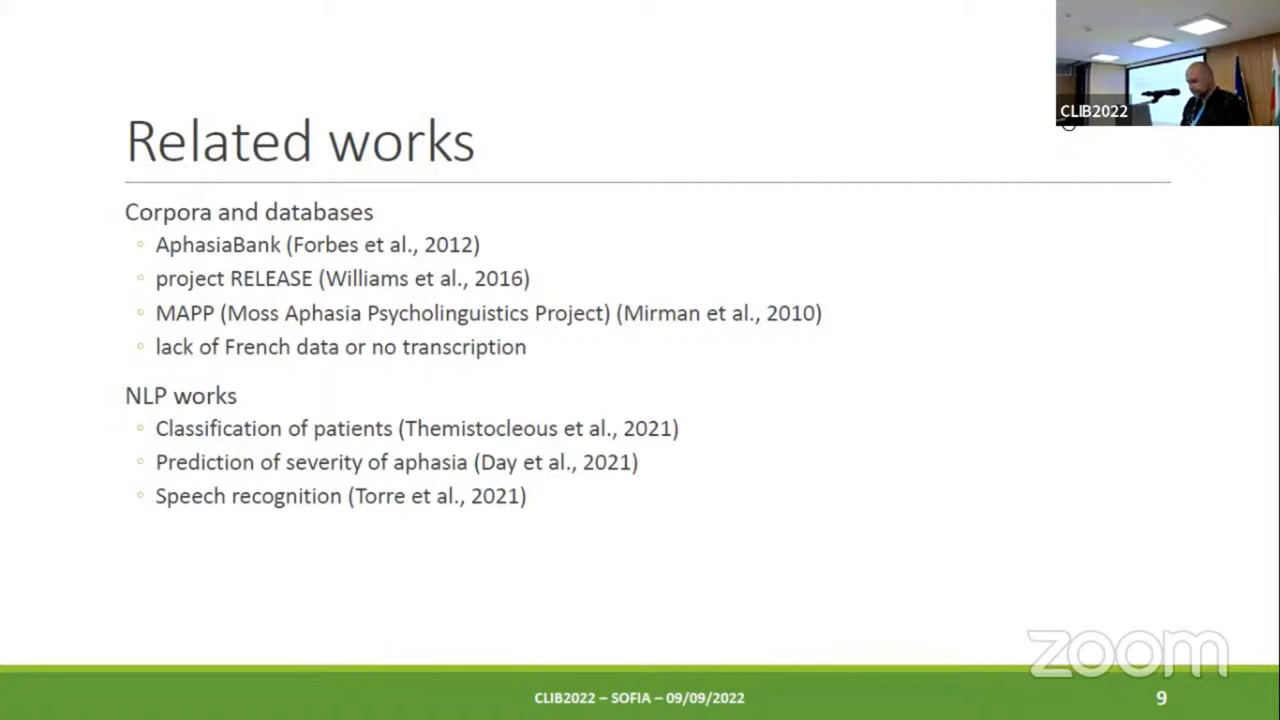 CLIB2022
Related works
Corpora and databases
AphasiaBank (Forbes et al., 2012)
project RELEASE (Williams et al., 2016)
MAPP (Moss Aphasia Psycholinguistics Project) (Mirman et al., 2010)
lack of French data or no transcription
NLP works
Classification of patients (Themistocleous et al., 2021)
Prediction of severity of aphasia (Day et al., 2021)
Speech recognition (Torre et al., 2021)
zoom
CLIB2022 – SOFIA – 09/09/2022
9